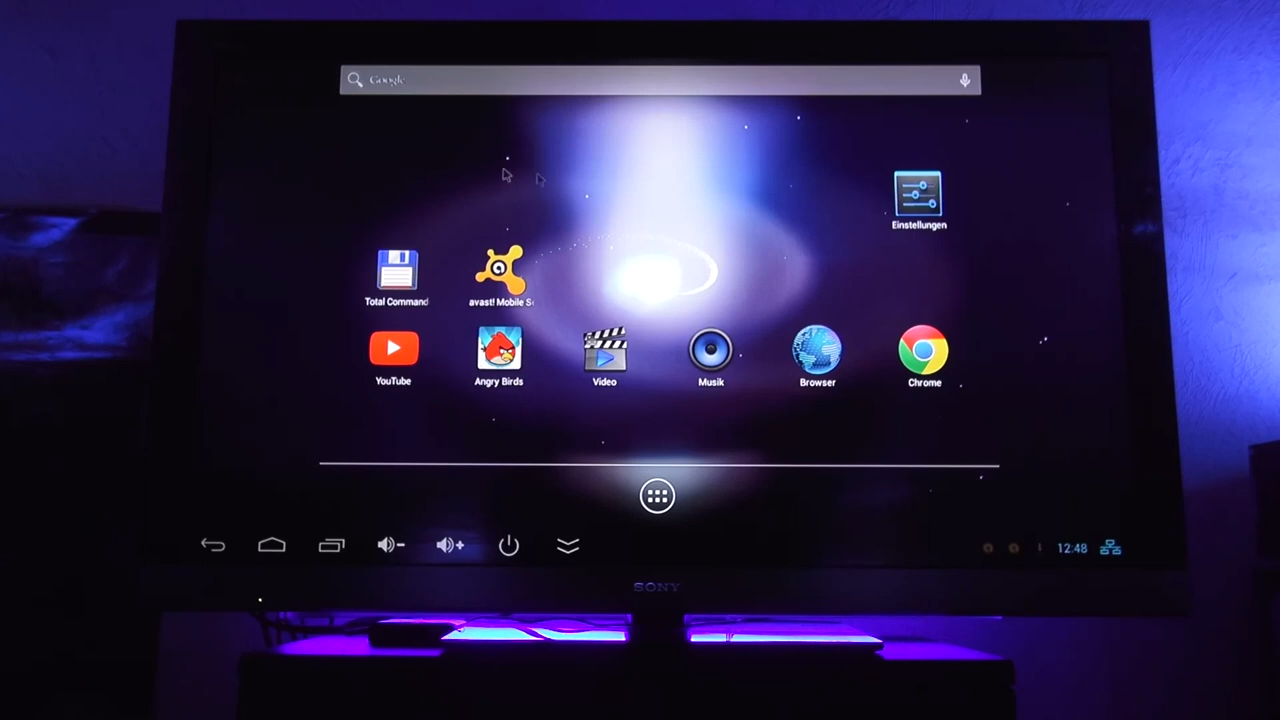 Google
Einstellungen
Total Command
avast! Mobile S
YouTube
Angry Birds
Video
Musik
Browser
Chrome
12:48
SONY